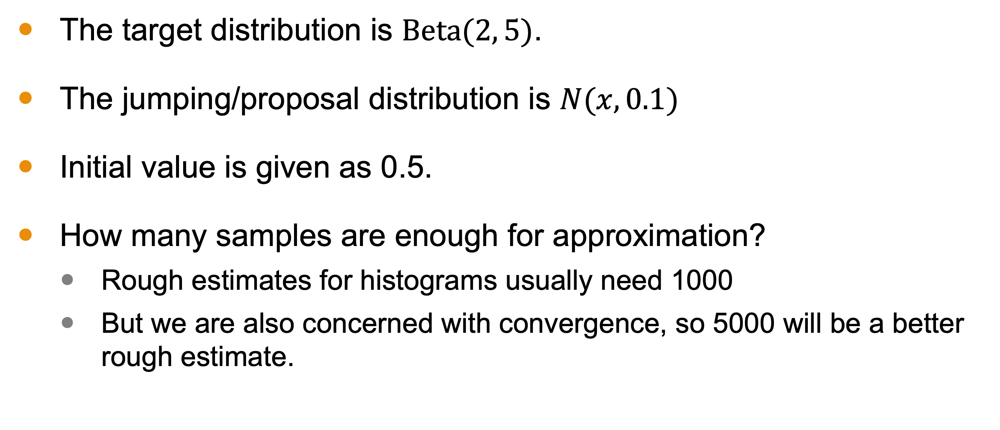 The target distribution is Beta(2, 5).
The jumping/proposal distribution is N(x, 0.1)
Initial value is given as 0.5.
How many samples are enough for approximation?
Rough estimates for histograms usually need 1000
But we are also concerned with convergence, so 5000 will be a better
rough estimate.